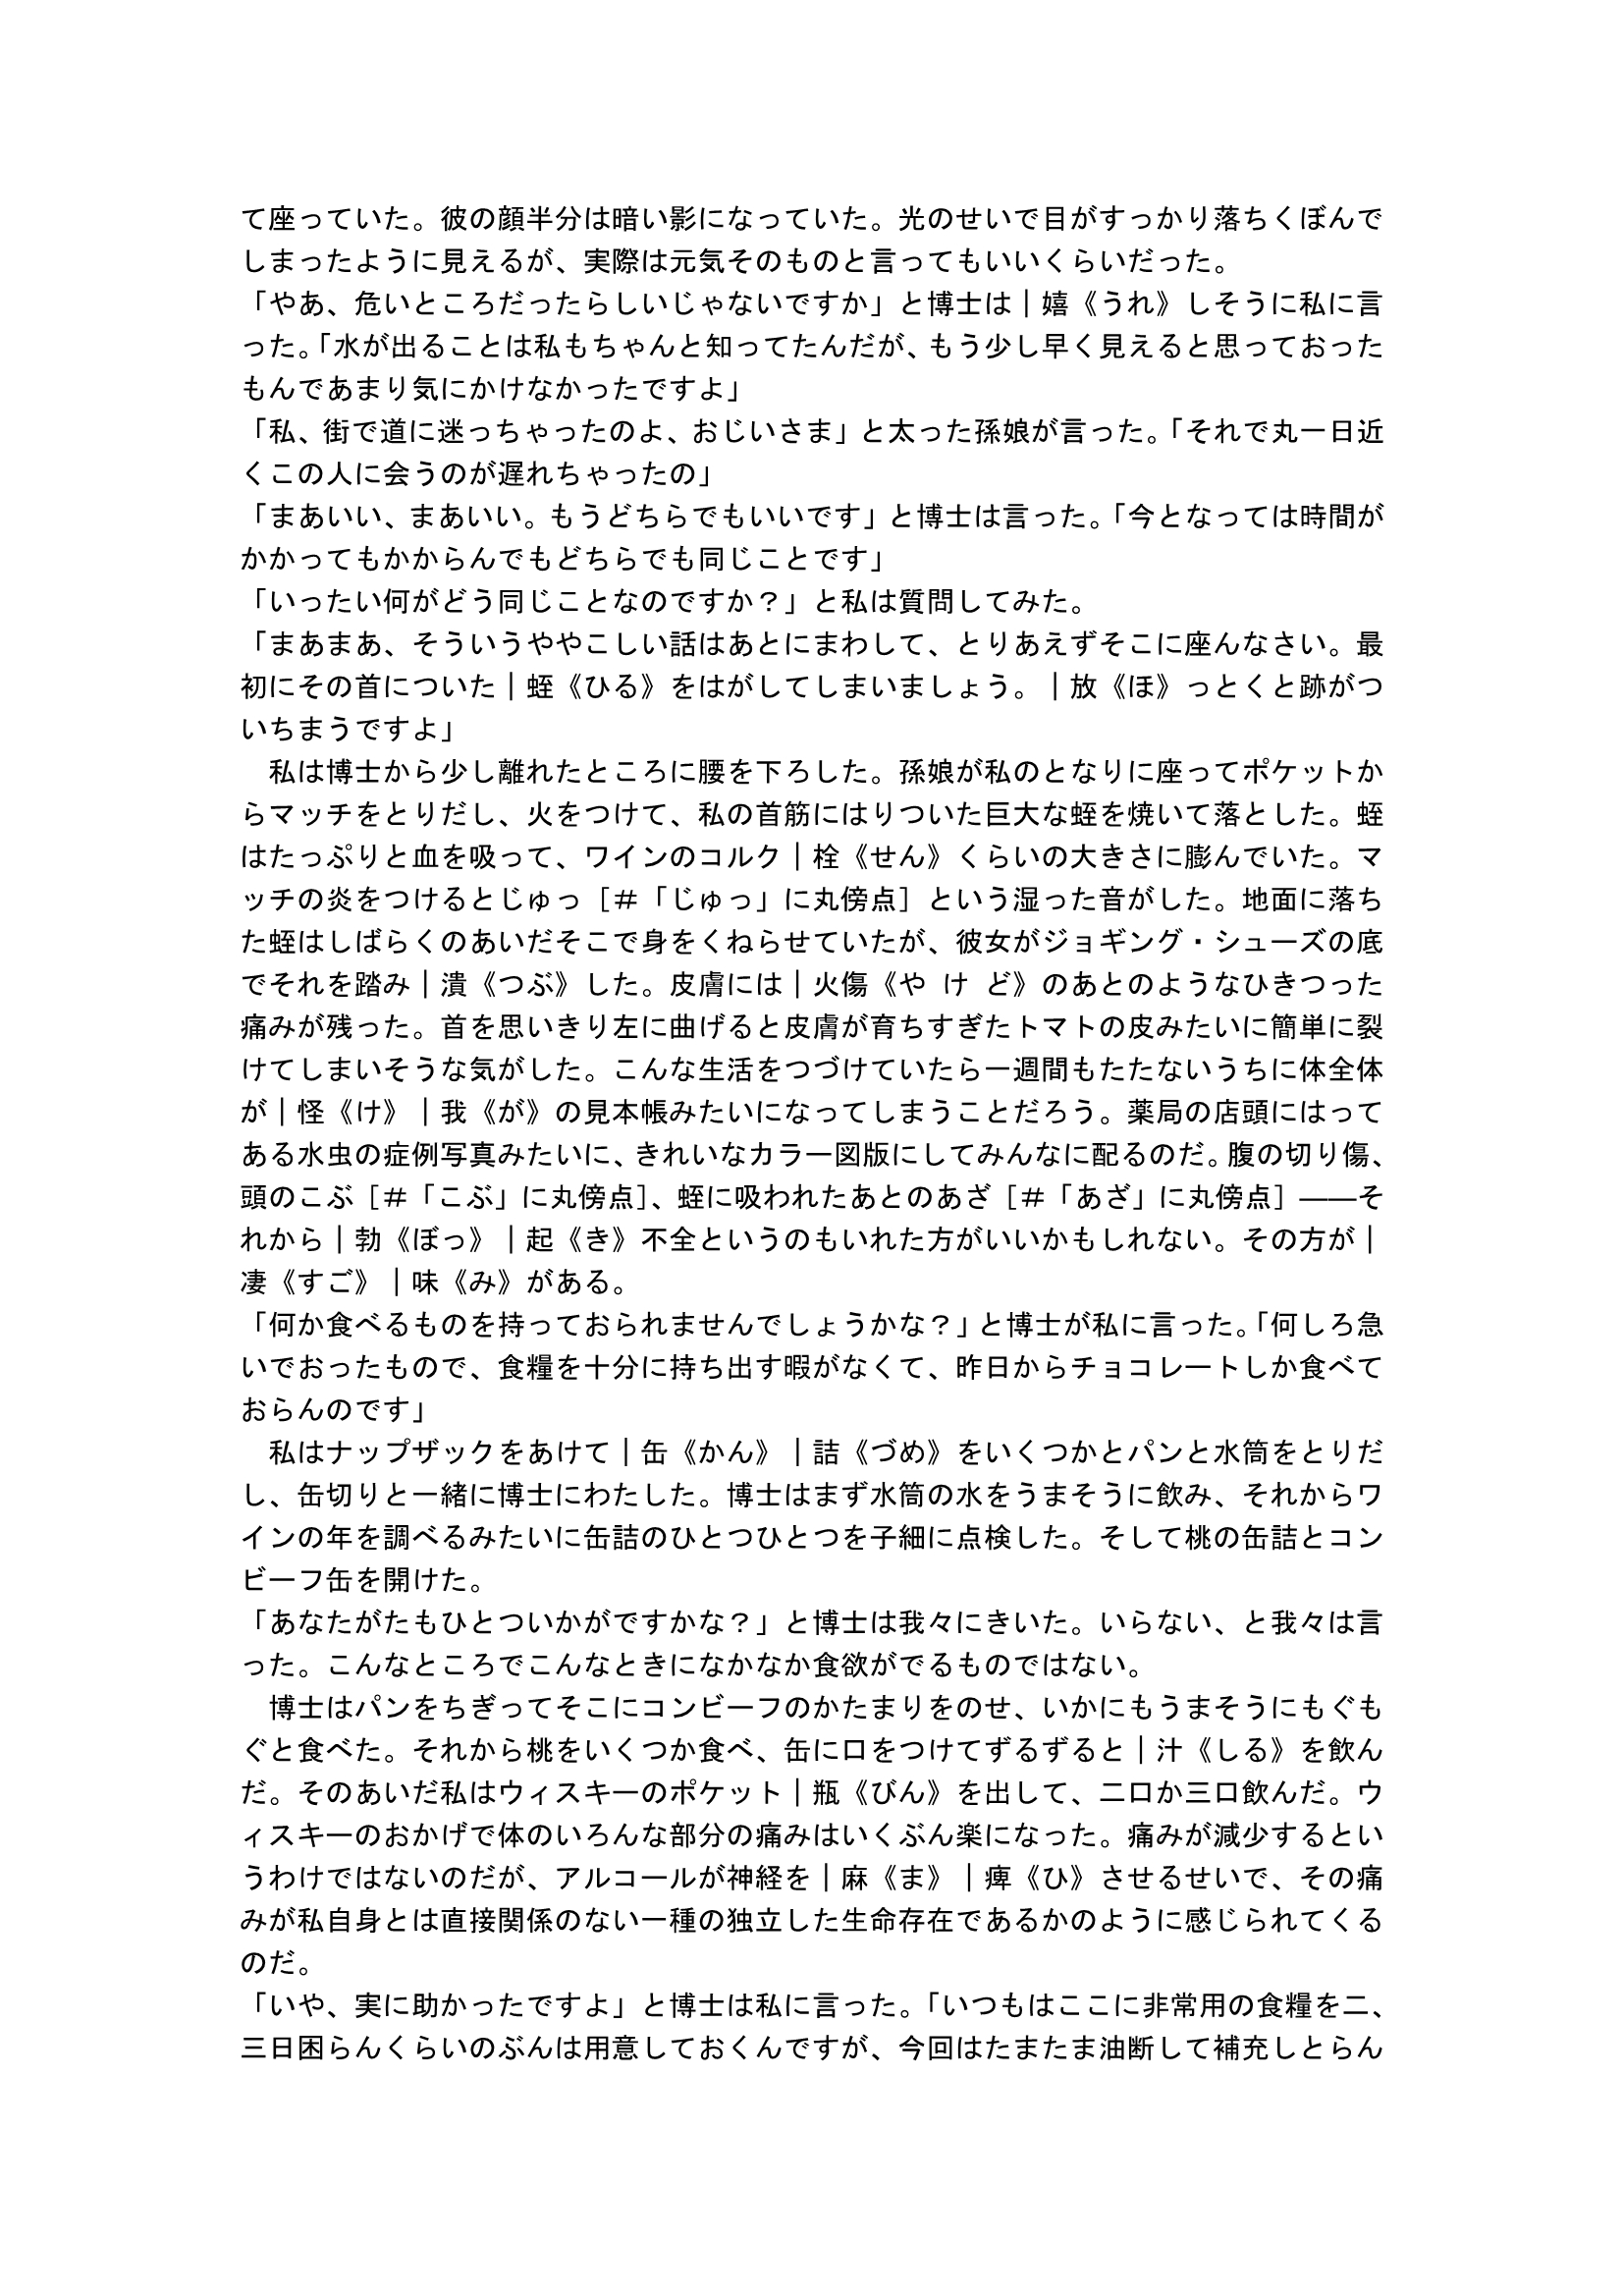 て座っていた。彼の顔半分は暗い影になっていた。光のせいで目がすっかり落ちくぼんで
しまったように見えるが、実際は元気そのものと言ってもいいくらいだった。
「やあ、危いところだったらしいじゃないですか」と博士は｜嬉《うれ》しそうに私に言
った。「水が出ることは私もちゃんと知ってたんだが、もう少し早く見えると思っておった
もんであまり気にかけなかったですよ」
「私、街で道に迷っちゃったのよ、おじいさま」と太った孫娘が言った。「それで丸一日近
くこの人に会うのが遅れちゃったの」
「まあいい、まあいい。もうどちらでもいいです」と博士は言った。「今となっては時間が
かかってもかからんでもどちらでも同じことです」
「いったい何がどう同じことなのですか？」と私は質問してみた。
「まあまあ、そういうややこしい話はあとにまわして、とりあえずそこに座んなさい。最
初にその首についた｜蛭《ひる》をはがしてしまいましょう。｜放《ほ》っとくと跡がつ
いちまうですよ」
　私は博士から少し離れたところに腰を下ろした。孫娘が私のとなりに座ってポケットか
らマッチをとりだし、火をつけて、私の首筋にはりついた巨大な蛭を焼いて落とした。蛭
はたっぷりと血を吸って、ワインのコルク｜栓《せん》くらいの大きさに膨んでいた。マ
ッチの炎をつけるとじゅっ［＃「じゅっ」に丸傍点］という湿った音がした。地面に落ち
た蛭はしばらくのあいだそこで身をくねらせていたが、彼女がジョギング・シューズの底
でそれを踏み｜潰《つぶ》した。皮膚には｜火傷《や け ど》のあとのようなひきつった
痛みが残った。首を思いきり左に曲げると皮膚が育ちすぎたトマトの皮みたいに簡単に裂
けてしまいそうな気がした。こんな生活をつづけていたら一週間もたたないうちに体全体
が｜怪《け》｜我《が》の見本帳みたいになってしまうことだろう。薬局の店頭にはって
ある水虫の症例写真みたいに、きれいなカラー図版にしてみんなに配るのだ。腹の切り傷、
頭のこぶ［＃「こぶ」に丸傍点］、蛭に吸われたあとのあざ［＃「あざ」に丸傍点］――そ
れから｜勃《ぼっ》｜起《き》不全というのもいれた方がいいかもしれない。その方が｜
凄《すご》｜味《み》がある。
「何か食べるものを持っておられませんでしょうかな？」と博士が私に言った。「何しろ急
いでおったもので、食糧を十分に持ち出す暇がなくて、昨日からチョコレートしか食べて
おらんのです」
　私はナップザックをあけて｜缶《かん》｜詰《づめ》をいくつかとパンと水筒をとりだ
し、缶切りと一緒に博士にわたした。博士はまず水筒の水をうまそうに飲み、それからワ
インの年を調べるみたいに缶詰のひとつひとつを子細に点検した。そして桃の缶詰とコン
ビーフ缶を開けた。
「あなたがたもひとついかがですかな？」と博士は我々にきいた。いらない、と我々は言
った。こんなところでこんなときになかなか食欲がでるものではない。
　博士はパンをちぎってそこにコンビーフのかたまりをのせ、いかにもうまそうにもぐも
ぐと食べた。それから桃をいくつか食べ、缶に口をつけてずるずると｜汁《しる》を飲ん
だ。そのあいだ私はウィスキーのポケット｜瓶《びん》を出して、二口か三口飲んだ。ウ
ィスキーのおかげで体のいろんな部分の痛みはいくぶん楽になった。痛みが減少するとい
うわけではないのだが、アルコールが神経を｜麻《ま》｜痺《ひ》させるせいで、その痛
みが私自身とは直接関係のない一種の独立した生命存在であるかのように感じられてくる
のだ。
「いや、実に助かったですよ」と博士は私に言った。「いつもはここに非常用の食糧を二、
三日困らんくらいのぶんは用意しておくんですが、今回はたまたま油断して補充しとらん